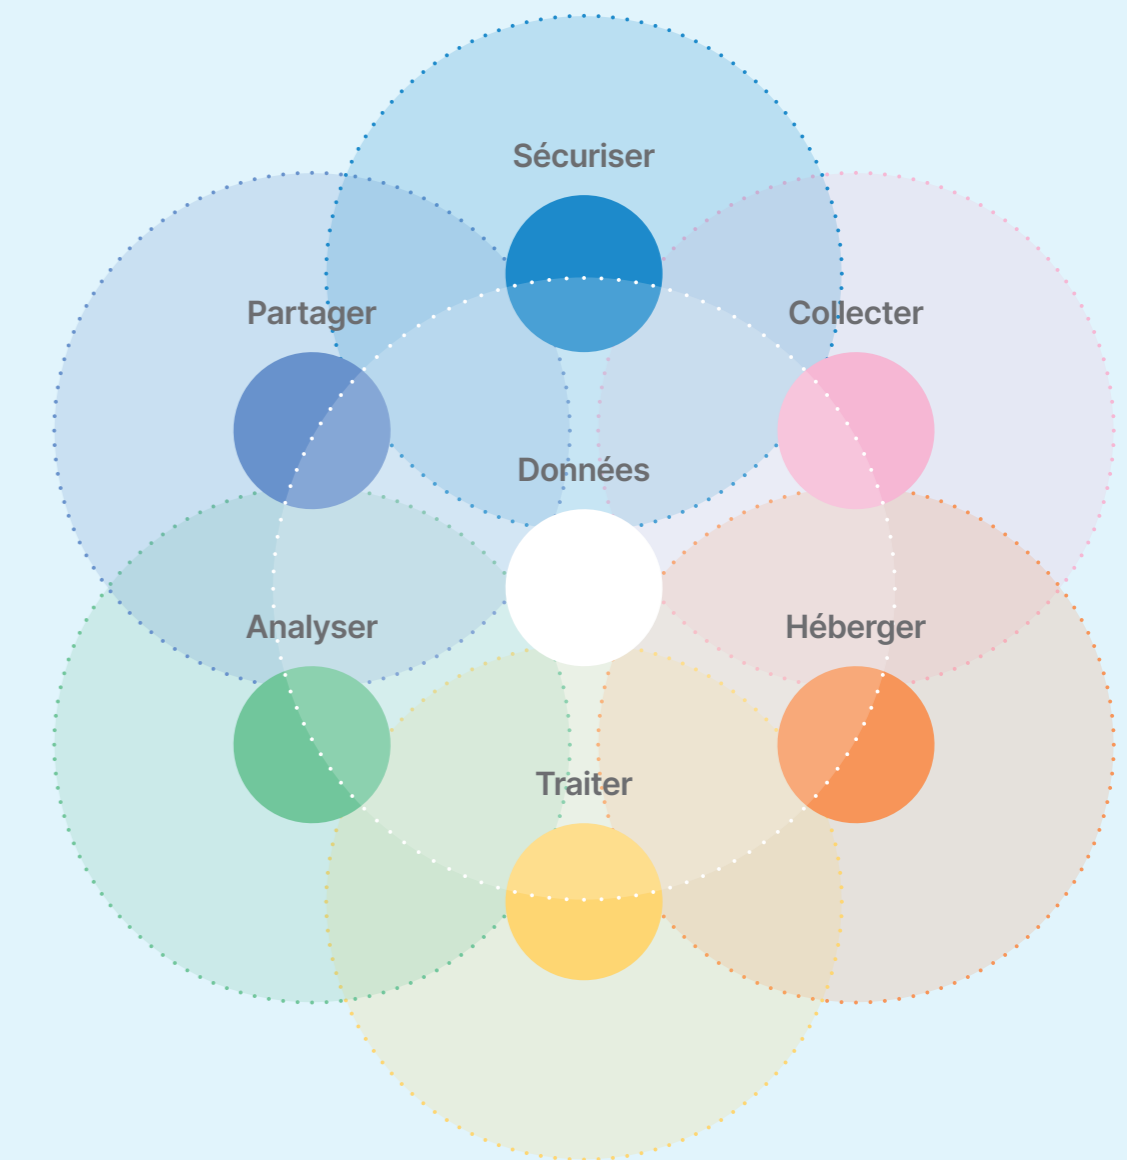 Sécuriser
Partager
Collecter
Données
Analyser
Héberger
Traiter